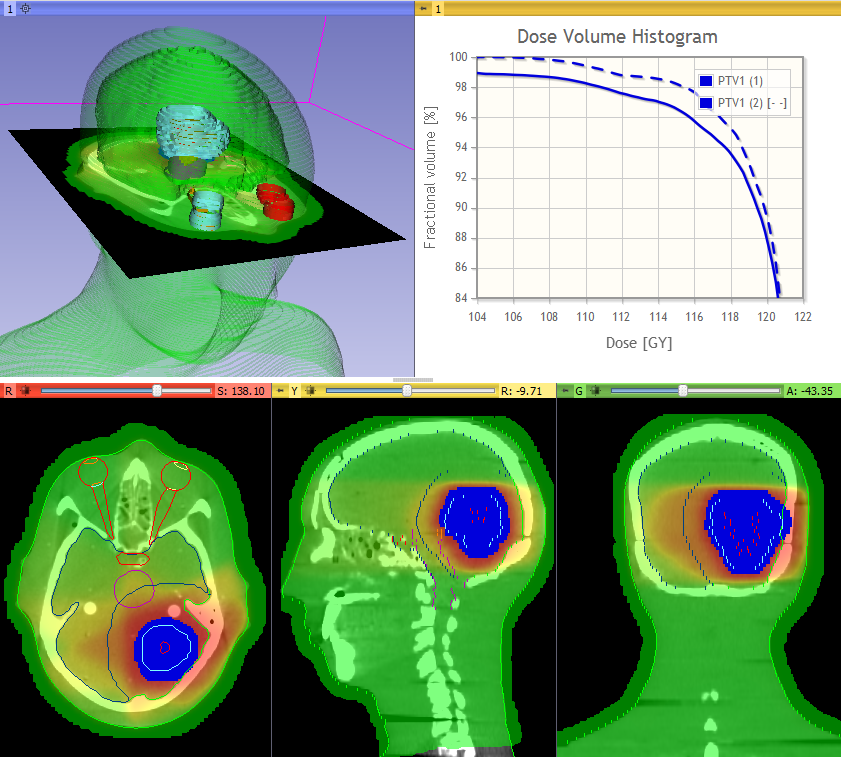 1
1
Dose Volume Histogram
100
98
96
94
92
90
88
86
84
Fractional volume [%]
PTV1 (1)
PTV1 (2) [- -]
104 106 108 110 112 114 116 118 120 122
Dose [GY]
R S: 138.10
Y R: -9.71
G A: -43.35